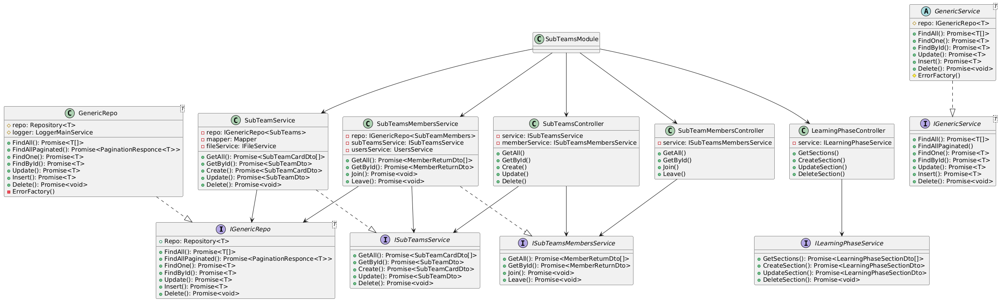 A GenericService T
repo: IGenericRepo<T>
FindAll(): Promise<T[]>
FindOne(): Promise<T>
FindById(): Promise<T>
Update(): Promise<T>
Insert(): Promise<T>
Delete(): Promise<void>
ErrorFactory()
C SubTeamsModule
C GenericRepo T
repo: Repository<T>
logger: LoggerMainService
FindAll(): Promise<T[]>
FindAllPaginated(): Promise<PaginationResponce<T>>
FindOne(): Promise<T>
FindById(): Promise<T>
Update(): Promise<T>
Insert(): Promise<T>
Delete(): Promise<void>
ErrorFactory()
C SubTeamService
repo: IGenericRepo<SubTeams>
mapper: Mapper
fileService: IFileService
GetAll(): Promise<SubTeamCardDto[]>
GetById(): Promise<SubTeamDto>
Create(): Promise<SubTeamCardDto>
Update(): Promise<SubTeamDto>
Delete(): Promise<void>
C SubTeamsMembersService
repo: IGenericRepo<SubTeamMembers>
subTeamsService: ISubTeamsService
usersService: UsersService
GetAll(): Promise<MemberReturnDto[]>
GetById(): Promise<MemberReturnDto>
Join(): Promise<void>
Leave(): Promise<void>
C SubTeamsController
service: ISubTeamsService
memberService: ISubTeamsMembersService
GetAll()
GetById()
Create()
Update()
Delete()
C SubTeamMembersController
service: ISubTeamsMembersService
GetAll()
GetById()
Join()
Leave()
C LearningPhaseController
service: ILearningPhaseService
GetSections()
CreateSection()
UpdateSection()
DeleteSection()
I IGenericService T
FindAll(): Promise<T[]>
FindAllPaginated()
FindOne(): Promise<T>
FindById(): Promise<T>
Update(): Promise<T>
Insert(): Promise<T>
Delete(): Promise<void>
I IGenericRepo T
Repo: Repository<T>
FindAll(): Promise<T[]>
FindAllPaginated(): Promise<PaginationResponce<T>>
FindOne(): Promise<T>
FindById(): Promise<T>
Update(): Promise<T>
Insert(): Promise<T>
Delete(): Promise<void>
I ISubTeamsService
GetAll(): Promise<SubTeamCardDto[]>
GetById(): Promise<SubTeamDto>
Create(): Promise<SubTeamCardDto>
Update(): Promise<SubTeamDto>
Delete(): Promise<void>
I ISubTeamsMembersService
GetAll(): Promise<MemberReturnDto[]>
GetById(): Promise<MemberReturnDto>
Join(): Promise<void>
Leave(): Promise<void>
I ILearningPhaseService
GetSections(): Promise<LearningPhaseSectionDto[]>
CreateSection(): Promise<LearningPhaseSectionDto>
UpdateSection(): Promise<LearningPhaseSectionDto>
DeleteSection(): Promise<void>